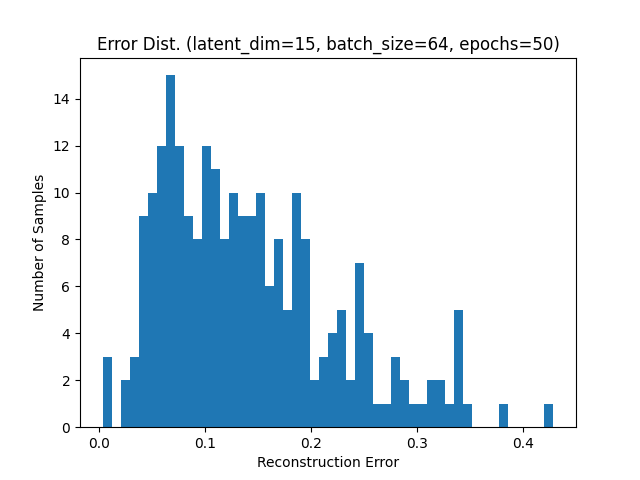 Error Dist. (latent_dim=15, batch_size=64, epochs=50)
Number of Samples
14
12
10
8
6
4
2
0
0.0 0.1 0.2 0.3 0.4
Reconstruction Error